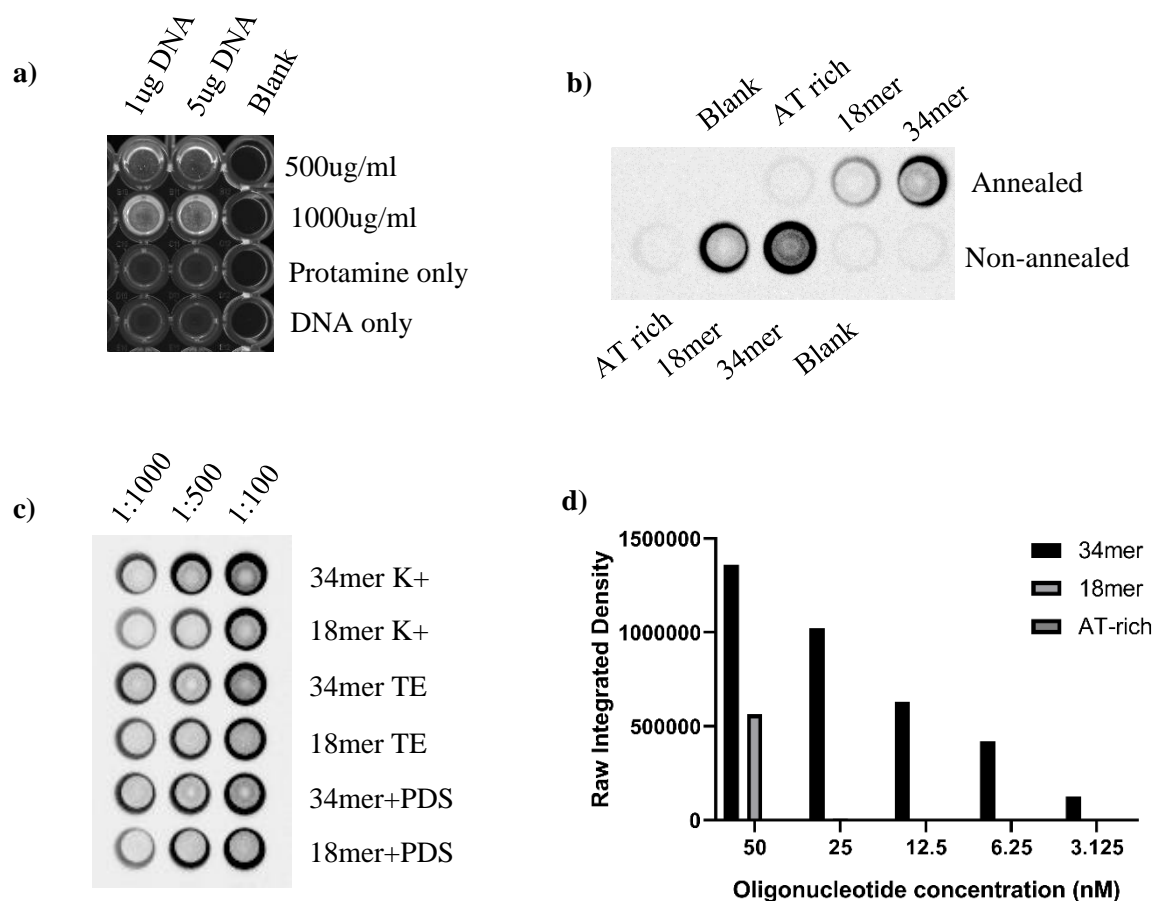 a)
1ug DNA
5ug DNA
Blank
500ug/ml
1000ug/ml
Protamine only
DNA only
b)
Blank
AT rich
18mer
34mer
Annealed
Non-annealed
AT rich
18mer
34mer
Blank
c)
1:1000
1:500
1:100
34mer K+
18mer K+
34mer TE
18mer TE
34mer+PDS
18mer+PDS
d)
34mer
18mer
AT-rich
Raw Integrated Density
1500000
1000000
500000
0
50 25 12.5 6.25 3.125
Oligonucleotide concentration (nM)